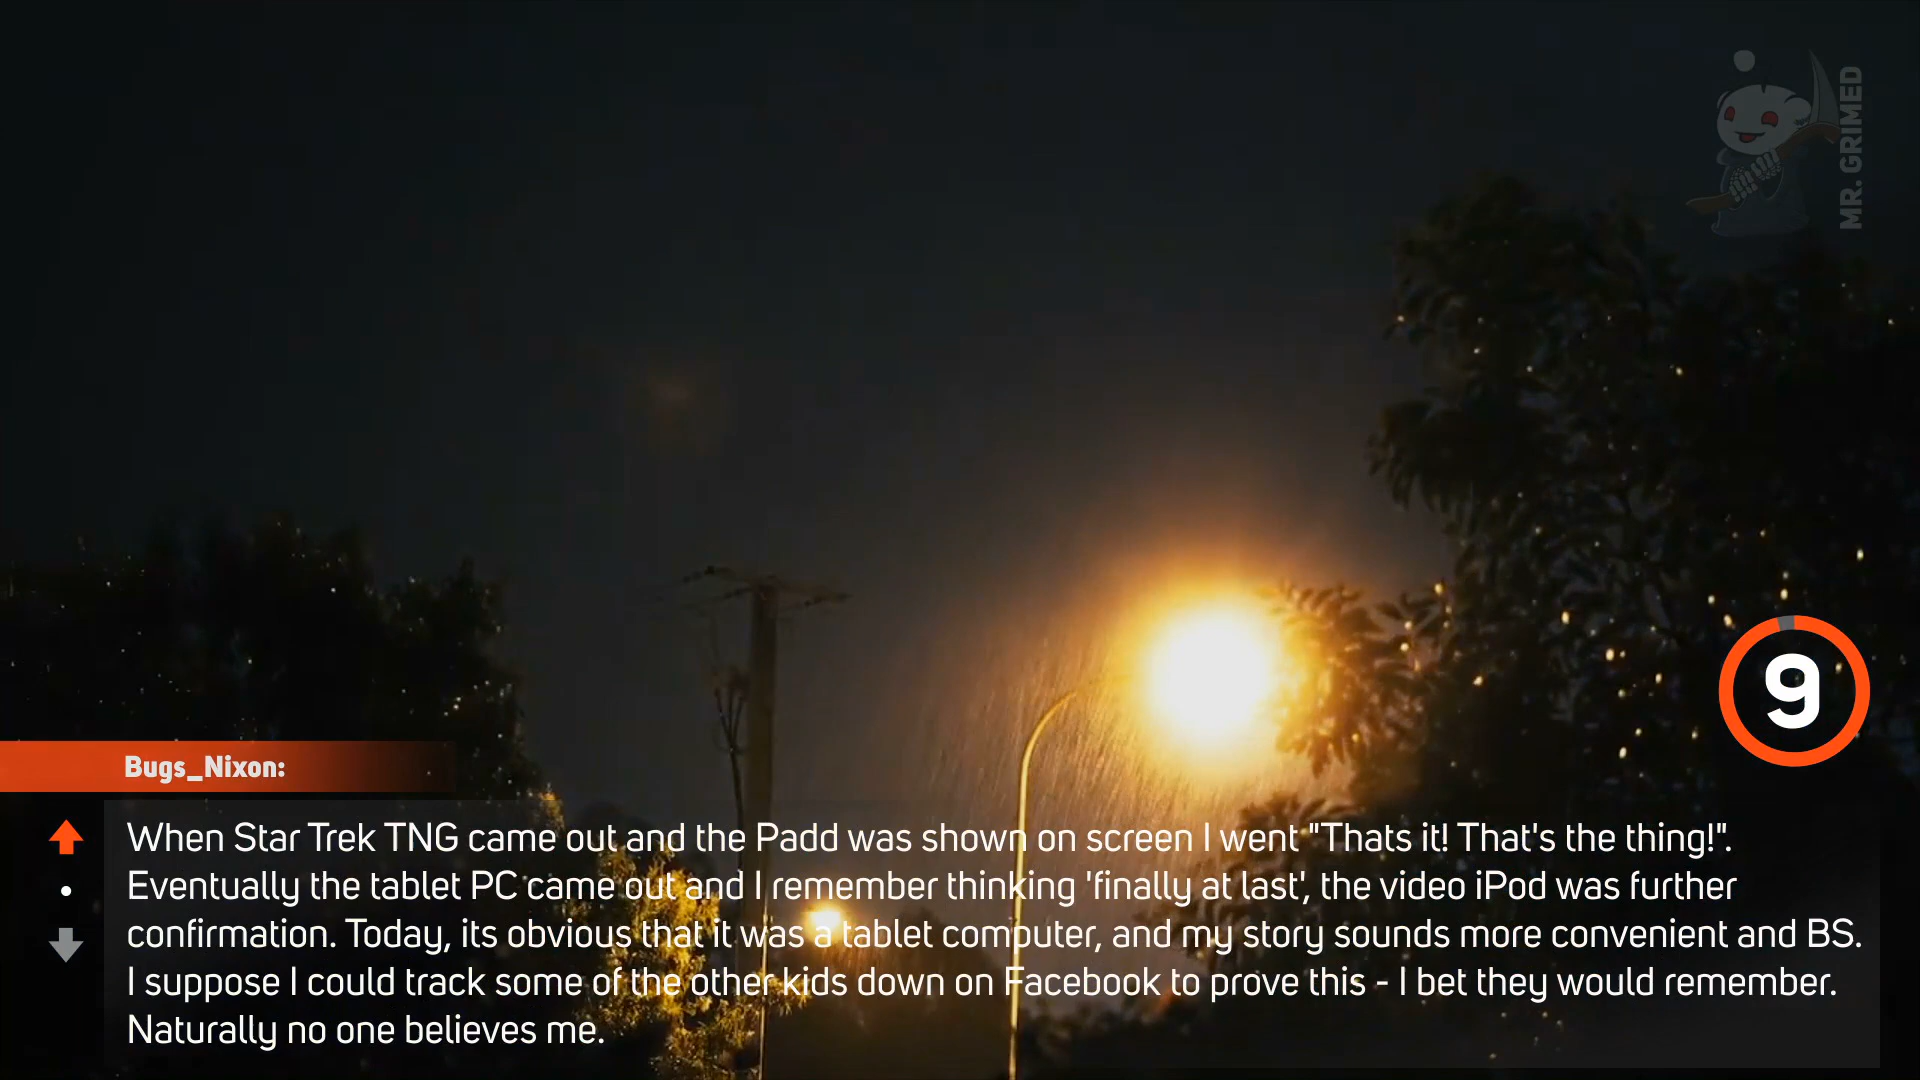 MR. GRIMED
9
Bugs_Nixon:
When Star Trek TNG came out and the Padd was shown on screen I went "Thats it! That's the thing!".
Eventually the tablet PC came out and I remember thinking 'finally at last', the video iPod was further
confirmation. Today, its obvious that it was a tablet computer, and my story sounds more convenient and BS.
I suppose I could track some of the other kids down on Facebook to prove this - I bet they would remember.
Naturally no one believes me.